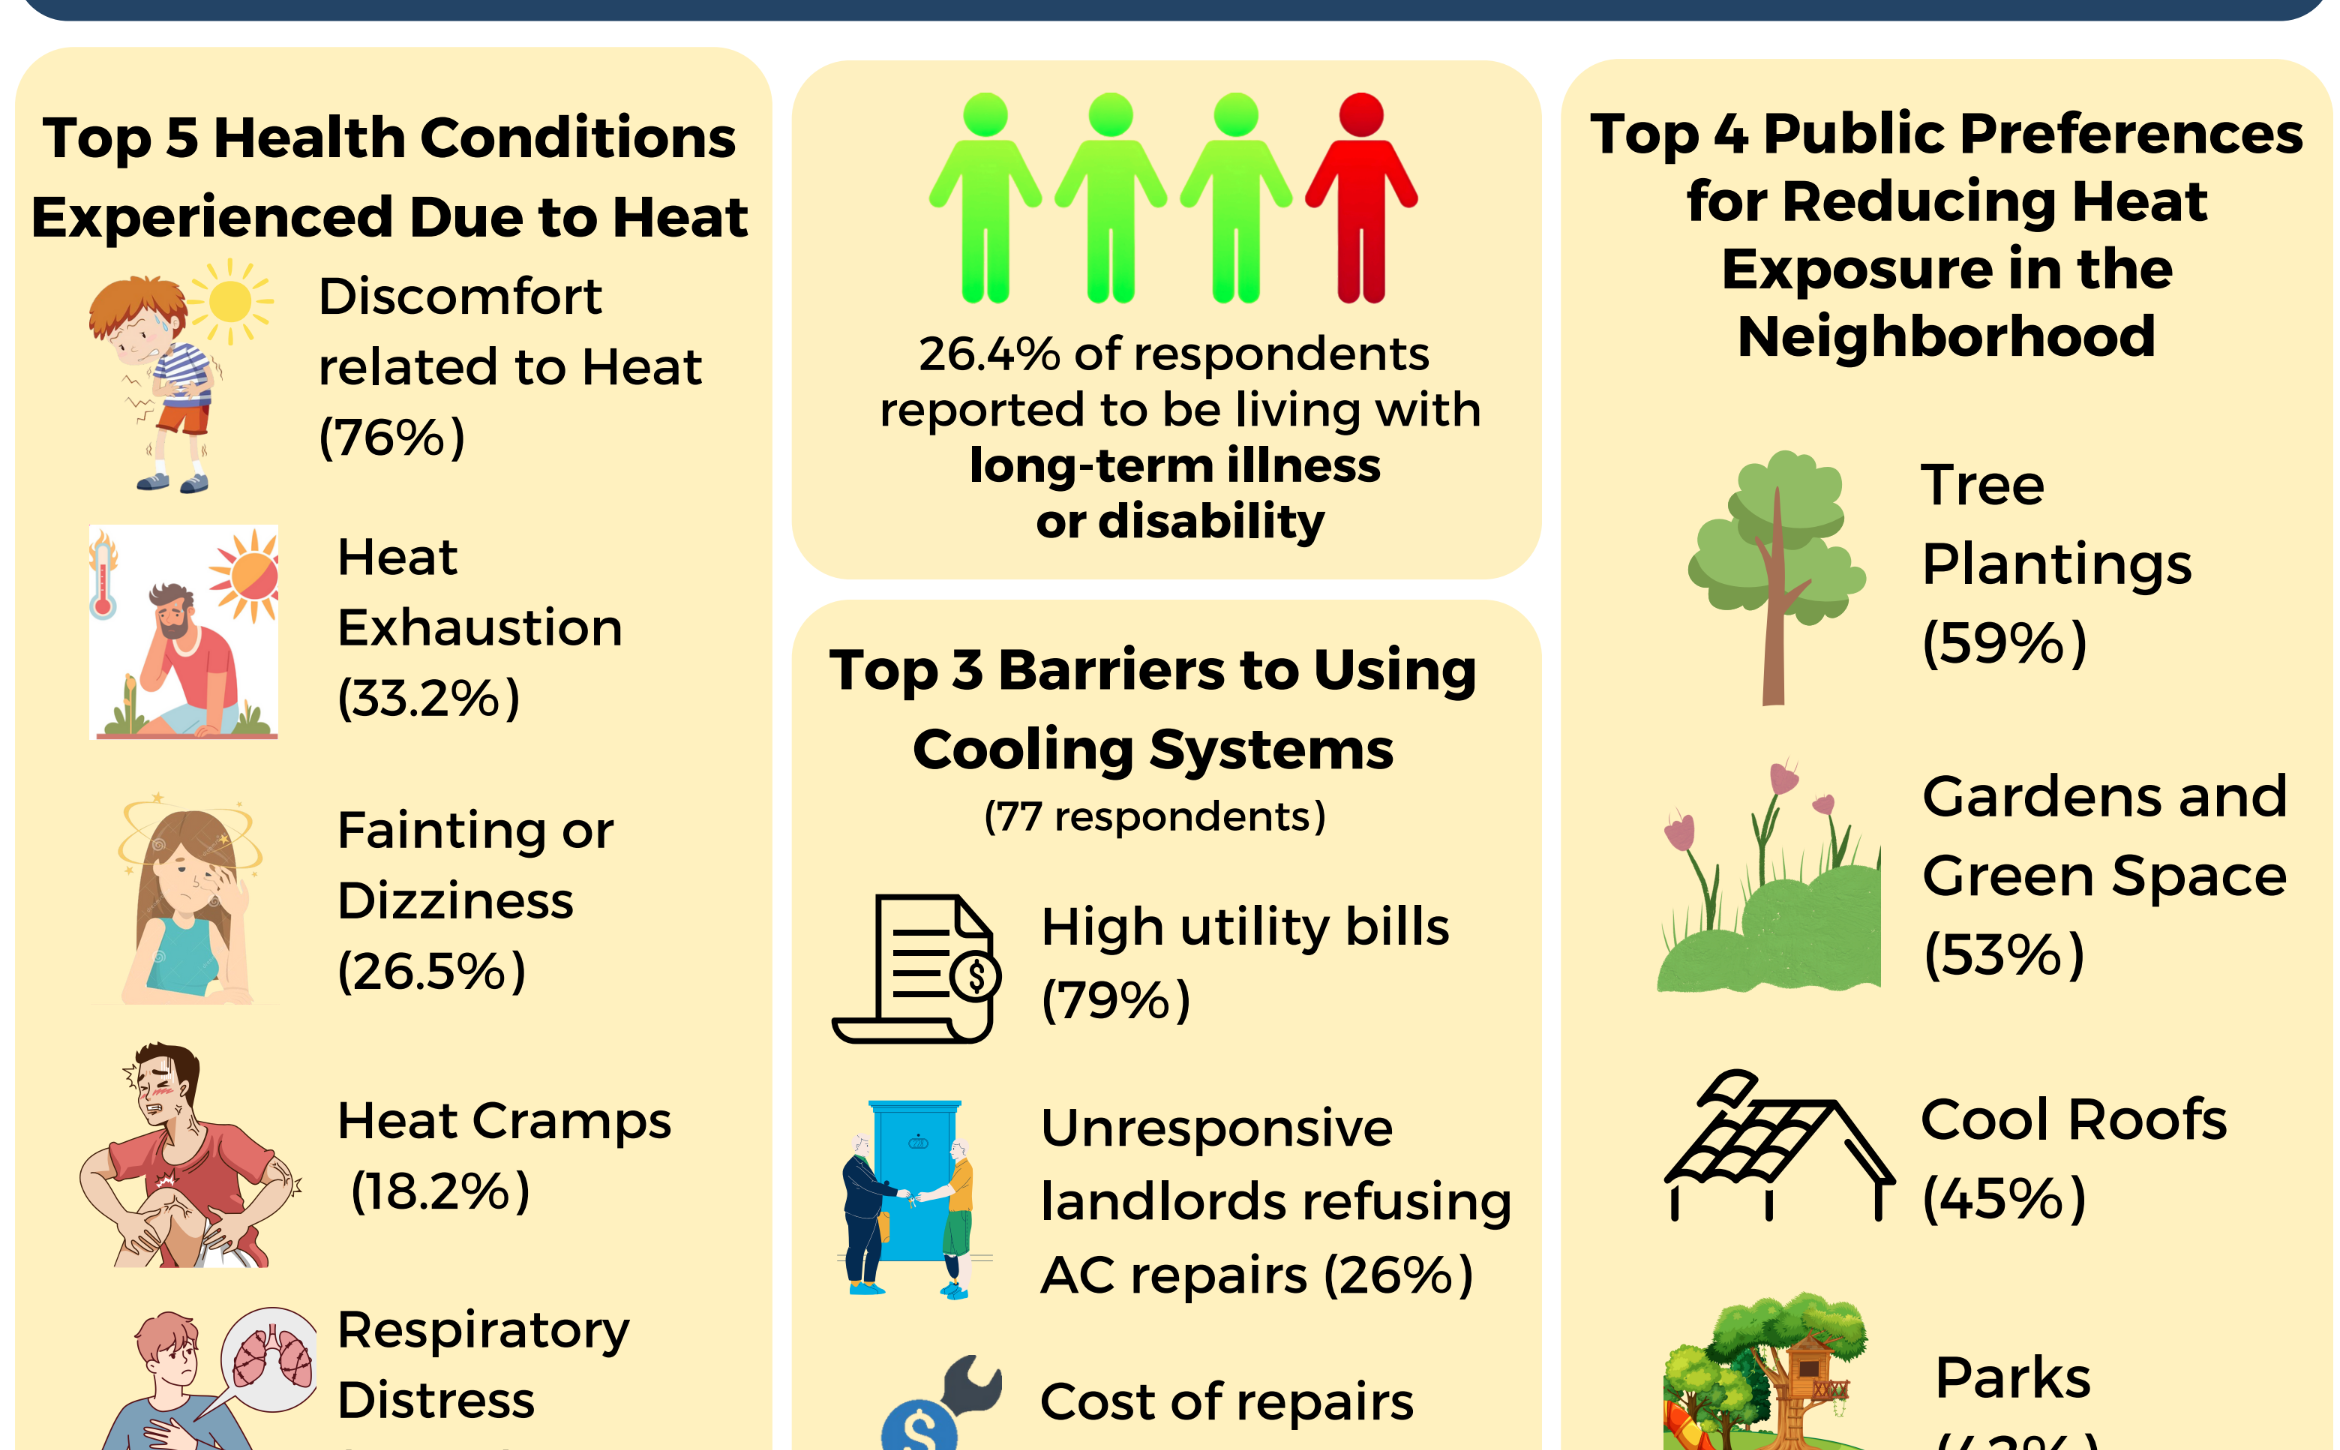 Top 5 Health Conditions
Experienced Due to Heat
Discomfort
related to Heat
(76%)
Heat
Exhaustion
(33.2%)
Fainting or
Dizziness
(26.5%)
Heat Cramps
(18.2%)
Respiratory
Distress
26.4% of respondents
reported to be living with
long-term illness
or disability
Top 3 Barriers to Using
Cooling Systems
(77 respondents)
High utility bills
(79%)
Unresponsive
landlords refusing
AC repairs (26%)
Cost of repairs
Top 4 Public Preferences
for Reducing Heat
Exposure in the
Neighborhood
Tree
Plantings
(59%)
Gardens and
Green Space
(53%)
Cool Roofs
(45%)
Parks